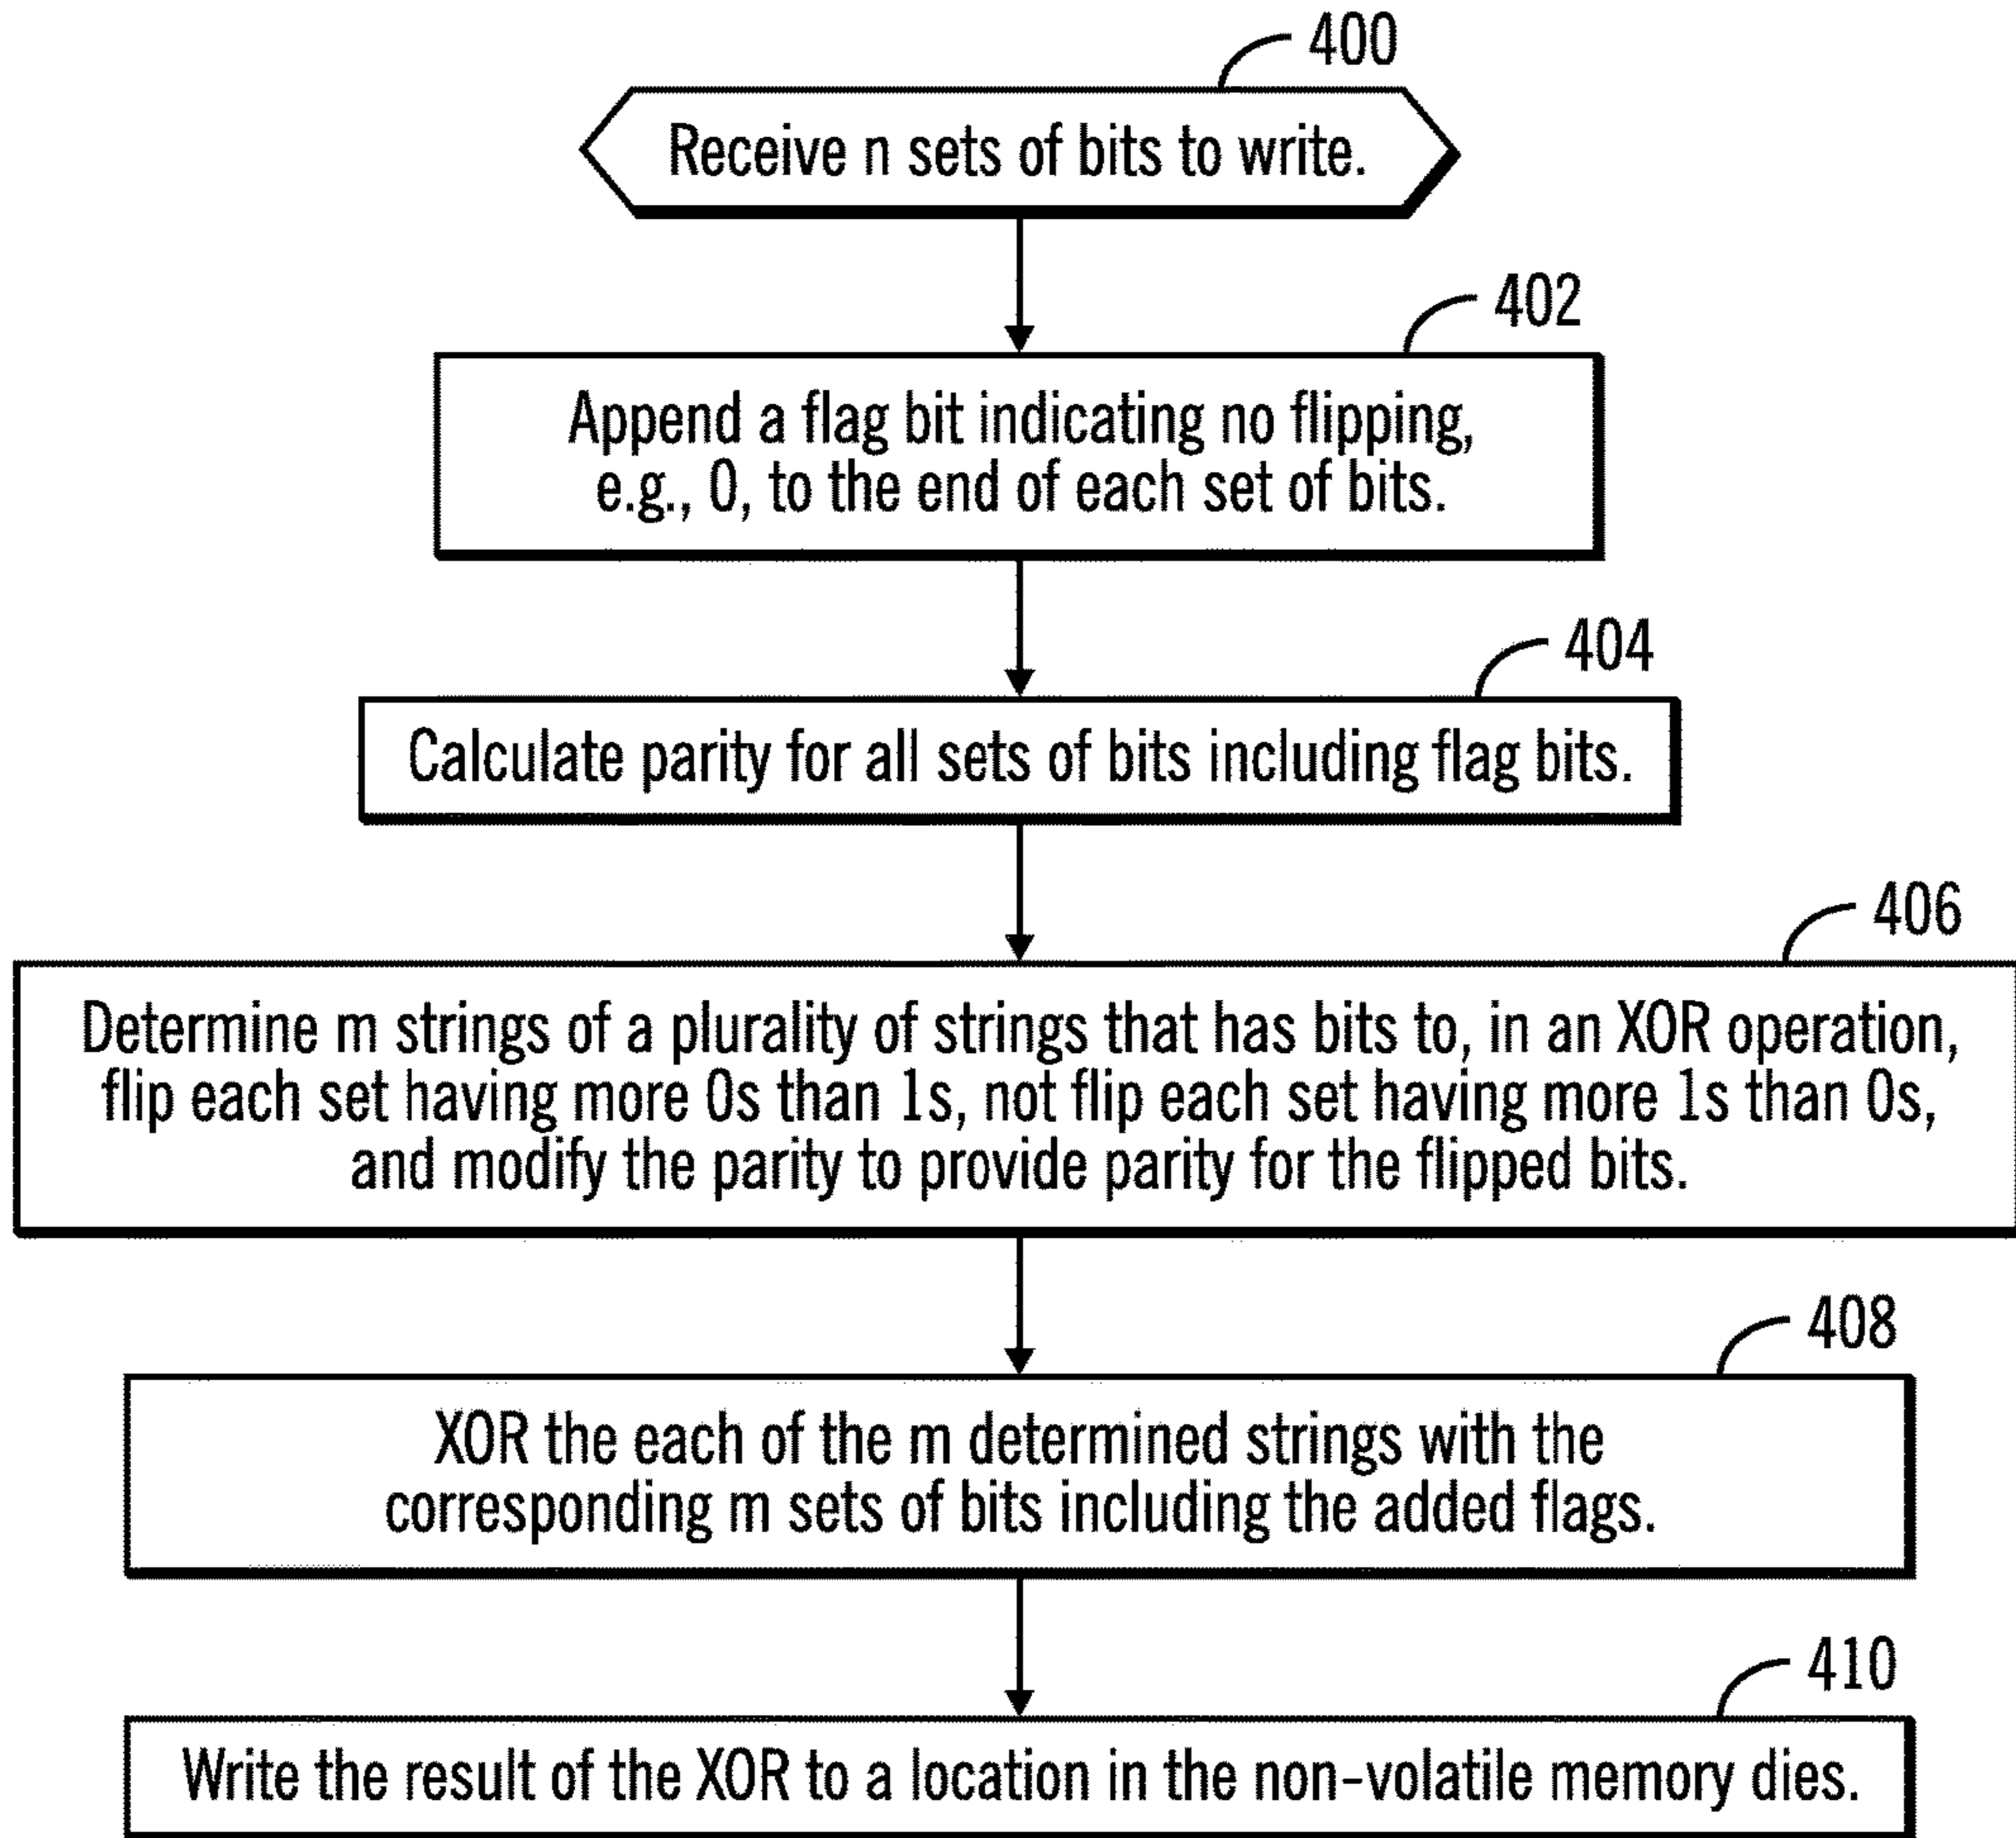 400
Receive n sets of bits to write.
402
Append a flag bit indicating no flipping,
e.g., 0, to the end of each set of bits.
404
Calculate parity for all sets of bits including flag bits.
406
Determine m strings of a plurality of strings that has bits to, in an XOR operation,
flip each set having more 0s than 1s, not flip each set having more 1s than 0s,
and modify the parity to provide parity for the flipped bits.
408
XOR the each of the m determined strings with the
corresponding m sets of bits including the added flags.
410
Write the result of the XOR to a location in the non-volatile memory dies.